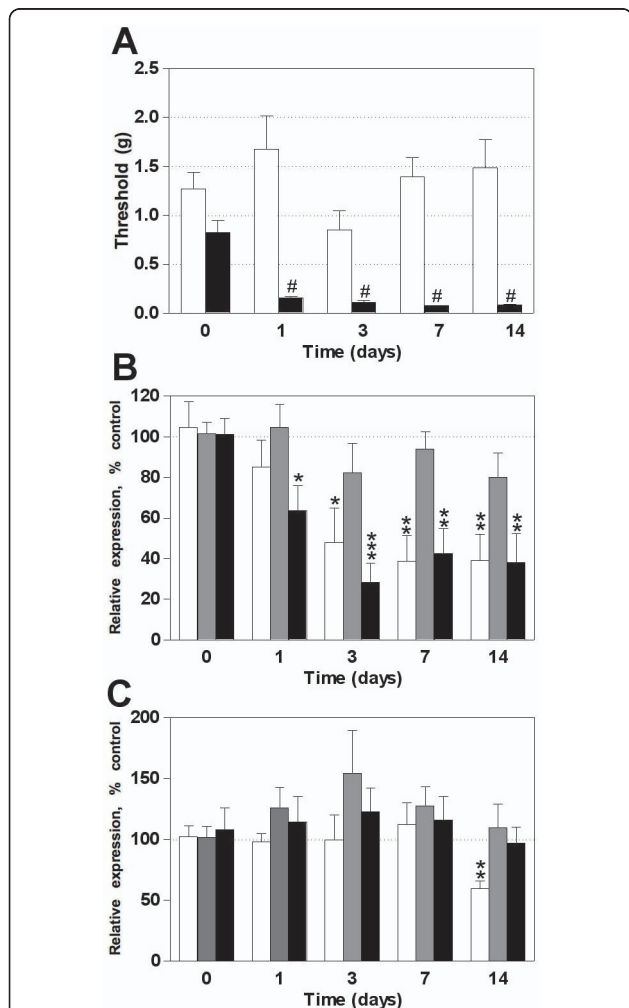 A
Threshold (g)
2.5
2.0
1.5
1.0
0.5
0.0
# # # #
0 1 3 7 14
Time (days)
B
Relative expression, % control
120
100
80
60
40
20
0
* * *** ** ** ** **
0 1 3 7 14
Time (days)
C
Relative expression, % control
200
150
100
50
0
**
0 1 3 7 14
Time (days)